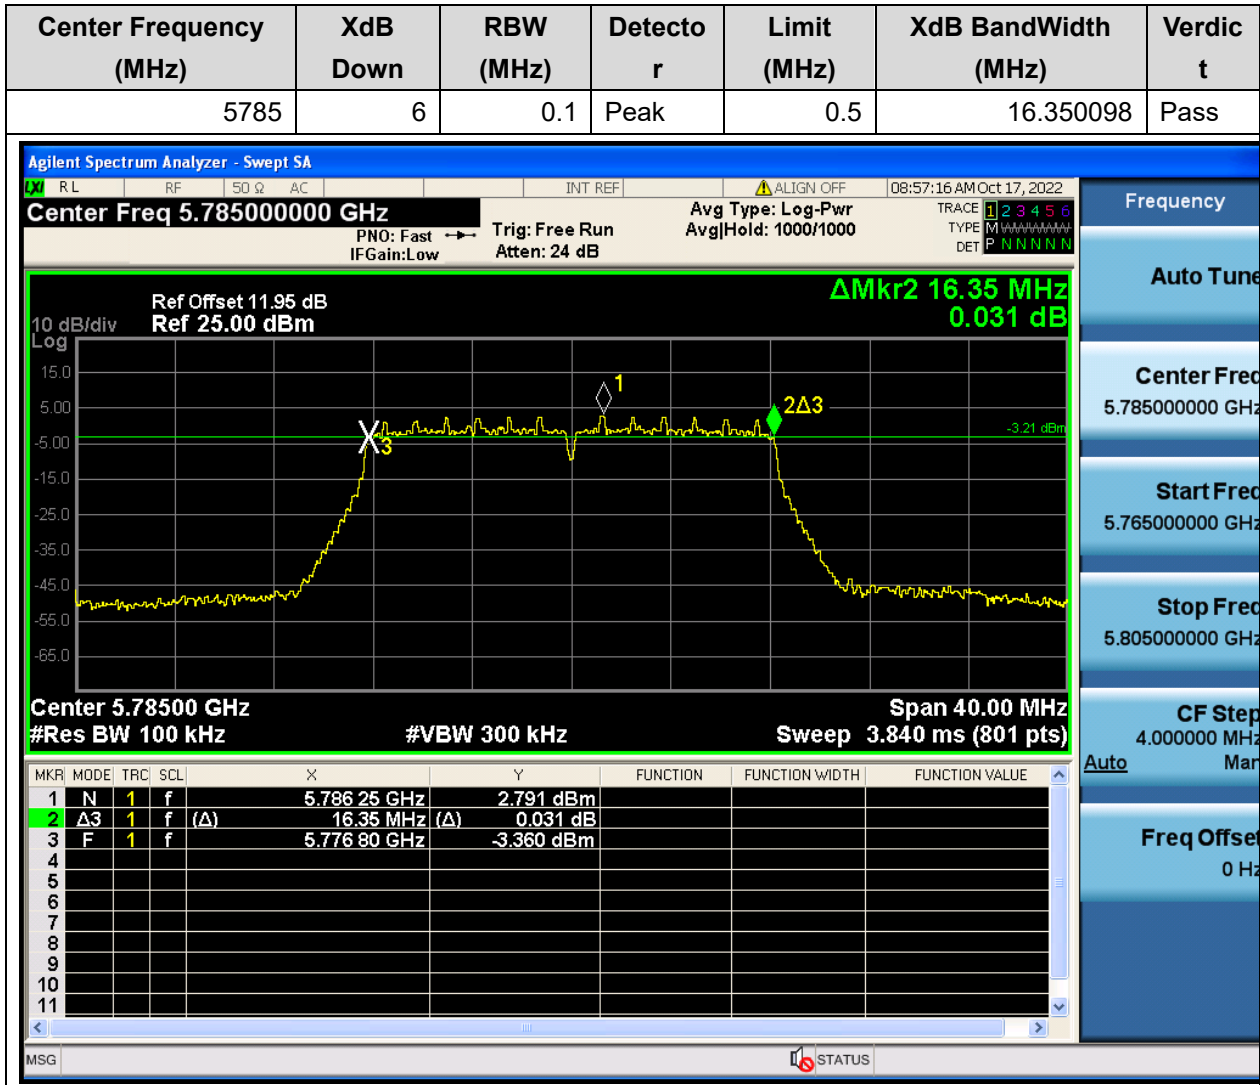 Center Frequency (MHz) XdB Down RBW (MHz) Detector Limit (MHz) XdB BandWidth (MHz) Verdict
5785 6 0.1 Peak 0.5 16.350098 Pass
Agilent Spectrum Analyzer - Swept SA
LXI RL RF 50 Ω AC INT REF ALIGN OFF 08:57:16 AM Oct 17, 2022
Center Freq 5.785000000 GHz
PNO: Fast
IFGain:Low
Trig: Free Run
Atten: 24 dB
Avg Type: Log-Pwr
Avg|Hold: 1000/1000
TRACE 1 2 3 4 5 6
TYPE M WWWWW
DET P N N N N N
ΔMkr2 16.35 MHz
0.031 dB
Ref Offset 11.95 dB
10 dB/div Ref 25.00 dBm
Log
15.0
5.00
-5.00
-15.0
-25.0
-35.0
-45.0
-55.0
-65.0
1
2Δ3
3
-3.21 dBm
Center 5.78500 GHz Span 40.00 MHz
#Res BW 100 kHz #VBW 300 kHz Sweep 3.840 ms (801 pts)
MKR MODE TRC SCL X Y FUNCTION FUNCTION WIDTH FUNCTION VALUE
1 N 1 f 5.786 25 GHz 2.791 dBm
2 Δ3 1 f (Δ) 16.35 MHz (Δ) 0.031 dB
3 F 1 f 5.776 80 GHz -3.360 dBm
4
5
6
7
8
9
10
11
MSG STATUS
Frequency
Auto Tune
Center Freq
5.785000000 GHz
Start Freq
5.765000000 GHz
Stop Freq
5.805000000 GHz
CF Step
4.000000 MHz
Auto Man
Freq Offset
0 Hz